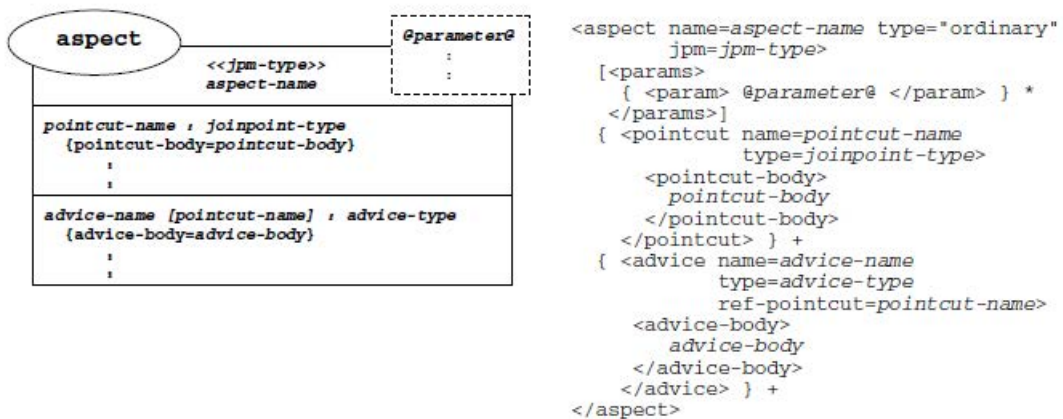 aspect
@parameter@
:
:
<<jpm-type>>
aspect-name
pointcut-name : joinpoint-type
{pointcut-body=pointcut-body}
:
:
advice-name [pointcut-name] : advice-type
{advice-body=advice-body}
:
:
<aspect name=aspect-name type="ordinary"
jpm=jpm-type>
[<params>
{ <param> @parameter@ </param> } *
</params>]
{ <pointcut name=pointcut-name
type=joinpoint-type>
<pointcut-body>
pointcut-body
</pointcut-body>
</pointcut> } +
{ <advice name=advice-name
type=advice-type
ref-pointcut=pointcut-name>
<advice-body>
advice-body
</advice-body>
</advice> } +
</aspect>